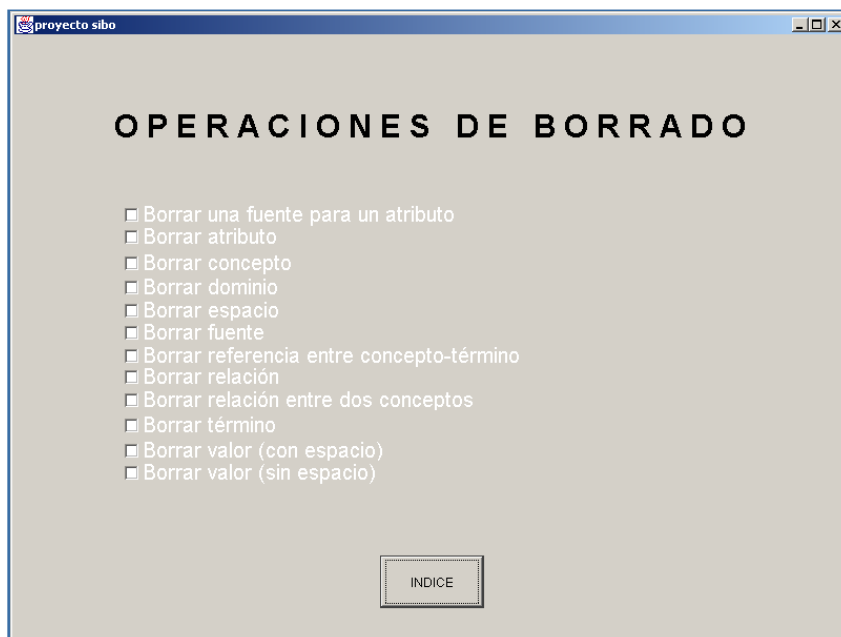 proyecto sibo
OPERACIONES DE BORRADO
Borrar una fuente para un atributo
Borrar atributo
Borrar concepto
Borrar dominio
Borrar espacio
Borrar fuente
Borrar referencia entre concepto-término
Borrar relación
Borrar relación entre dos conceptos
Borrar término
Borrar valor (con espacio)
Borrar valor (sin espacio)
INDICE